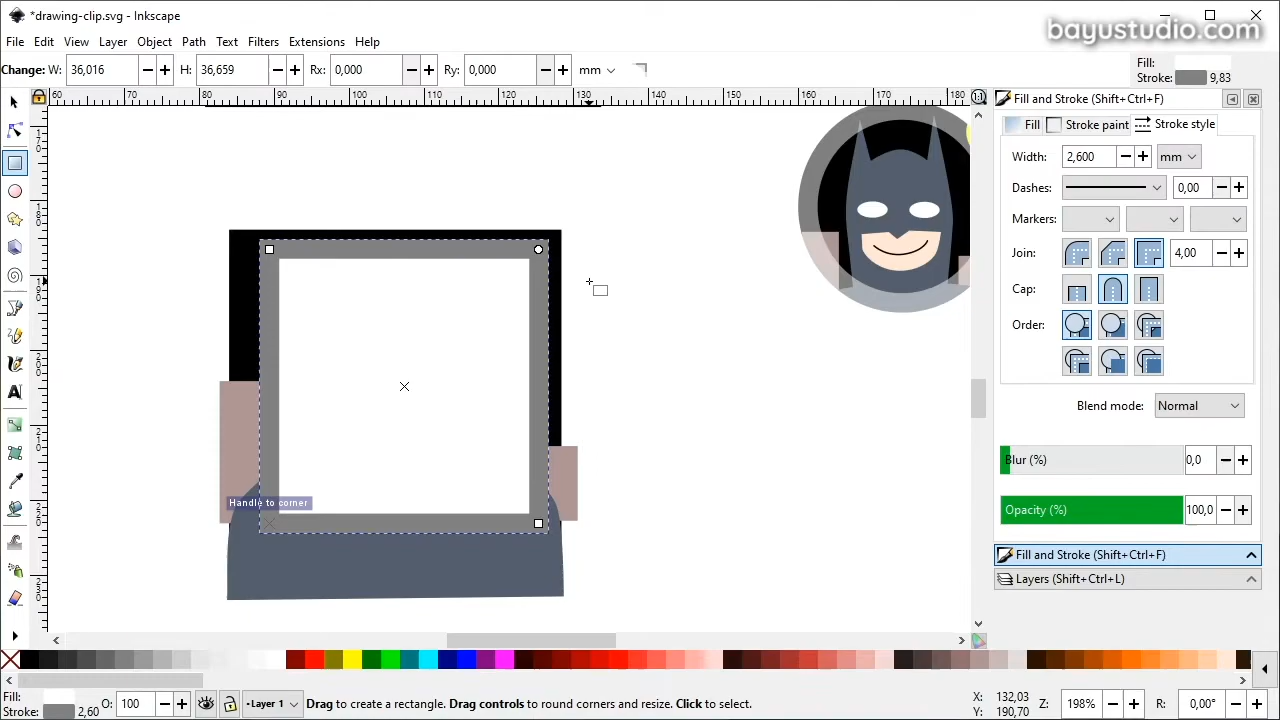 *drawing-clip.svg - Inkscape
bayustudio.com
File Edit View Layer Object Path Text Filters Extensions Help
Change: W: 36,016 H: 36,659 Rx: 0,000 Ry: 0,000 mm
Fill:
Stroke: 9,83
60 70 80 90 100 110 120 130 140 150 160 170 180
Fill and Stroke (Shift+Ctrl+F)
Fill Stroke paint Stroke style
Width: 2,600 mm
Dashes: 0,00
Markers:
Join: 4,00
Cap:
Order:
Blend mode: Normal
Blur (%) 0,0
Opacity (%) 100,0
Handle to corner
Fill and Stroke (Shift+Ctrl+F)
Layers (Shift+Ctrl+L)
Fill:
Stroke: 2,60
O: 100
Layer 1
Drag to create a rectangle. Drag controls to round corners and resize. Click to select.
X: 132,03
Y: 190,70
Z: 198%
R: 0,00°